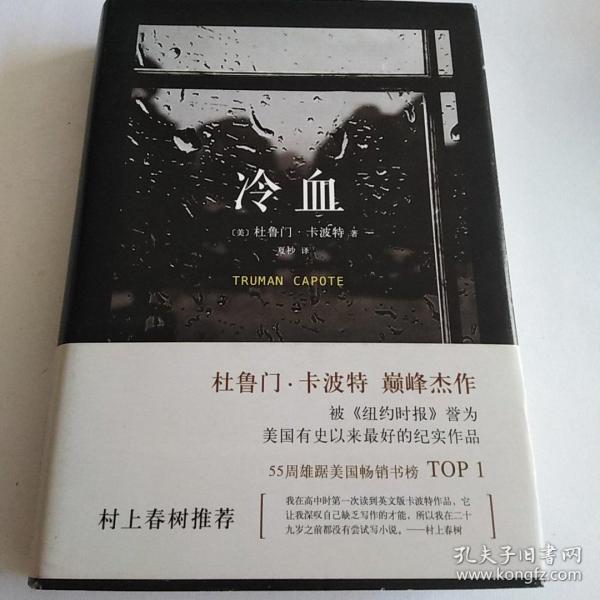 冷血
〔美〕杜鲁门·卡波特 著
夏杪 译
TRUMAN CAPOTE
杜鲁门·卡波特 巅峰杰作
被《纽约时报》誉为
美国有史以来最好的纪实作品
55周雄踞美国畅销书榜 TOP 1
村上春树推荐
我在高中时第一次读到英文版卡波特作品，它
让我深叹自己缺乏写作的才能，所以我在二十
九岁之前都没有尝试写小说。——村上春树
孔夫子旧书网
www.kongfz.com